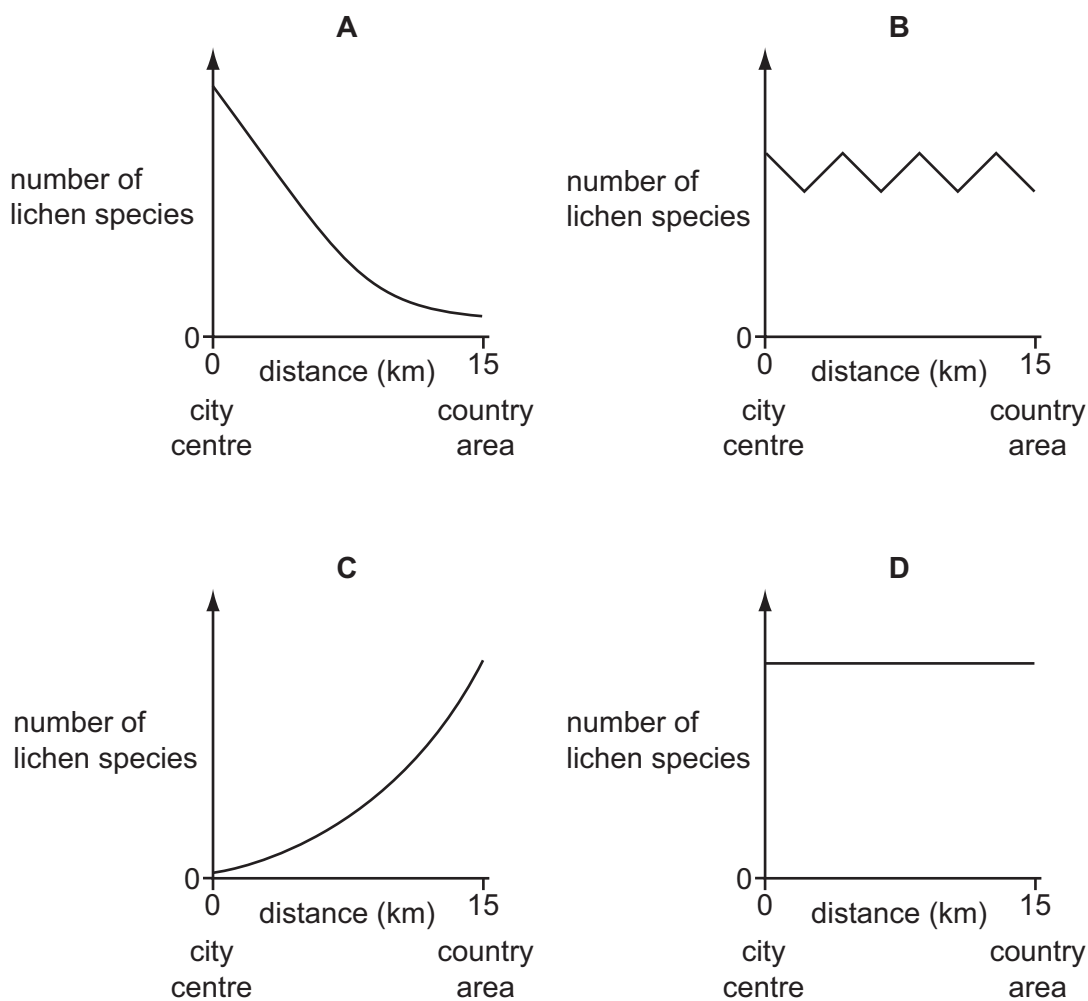 A
number of
lichen species
0
0
distance (km)
15
city
centre
country
area
B
number of
lichen species
0
0
distance (km)
15
city
centre
country
area
C
number of
lichen species
0
0
distance (km)
15
city
centre
country
area
D
number of
lichen species
0
0
distance (km)
15
city
centre
country
area